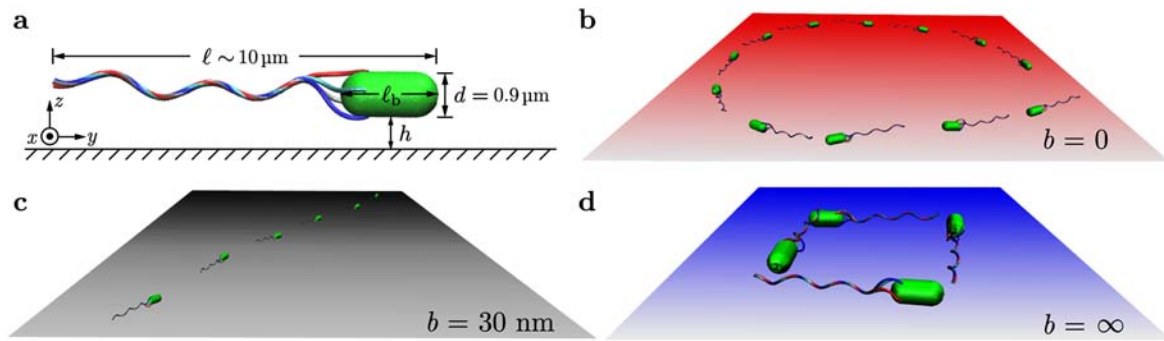 a
ℓ ∼ 10 μm
ℓb
d = 0.9 μm
z
x
y
h
b
b = 0
c
b = 30 nm
d
b = ∞